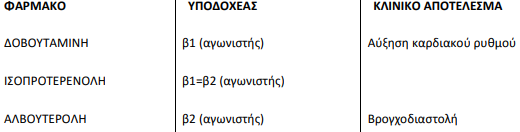 ΦΑΡΜΑΚΟ ΥΠΟΔΟΧΕΑΣ ΚΛΙΝΙΚΟ ΑΠΟΤΕΛΕΣΜΑ
ΔΟΒΟΥΤΑΜΙΝΗ β1 (αγωνιστής) Αύξηση καρδιακού ρυθμού
ΙΣΟΠΡΟΤΕΡΕΝΟΛΗ β1=β2 (αγωνιστής)
ΑΛΒΟΥΤΕΡΟΛΗ β2 (αγωνιστής) Βρογχοδιαστολή